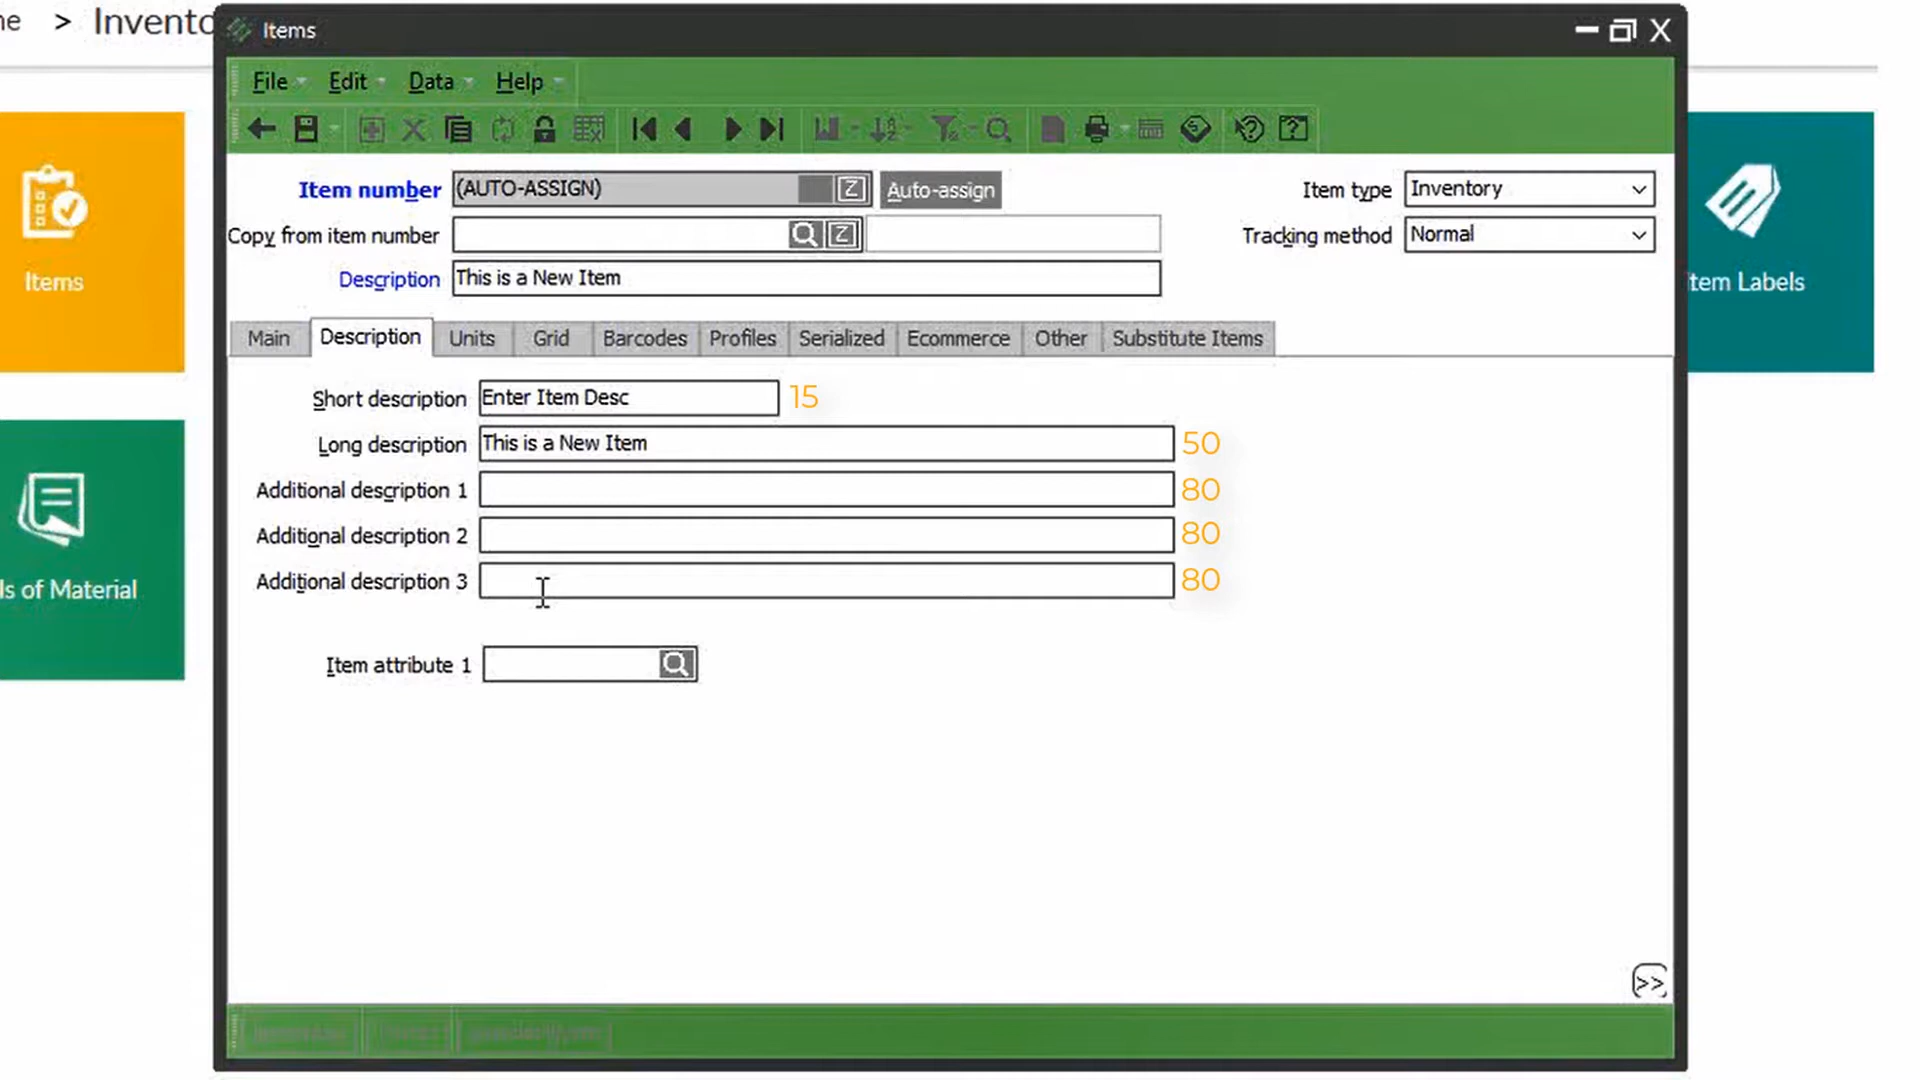 > Invento
Items
File Edit Data Help
Item number (AUTO-ASSIGN) Z Auto-assign Item type Inventory
Copy from item number Z Tracking method Normal
Description This is a New Item
Main Description Units Grid Barcodes Profiles Serialized Ecommerce Other Substitute Items
Short description Enter Item Desc 15
Long description This is a New Item 50
Additional description 1 80
Additional description 2 80
Additional description 3 80
Item attribute 1
>>
Items
ls of Material
tem Labels